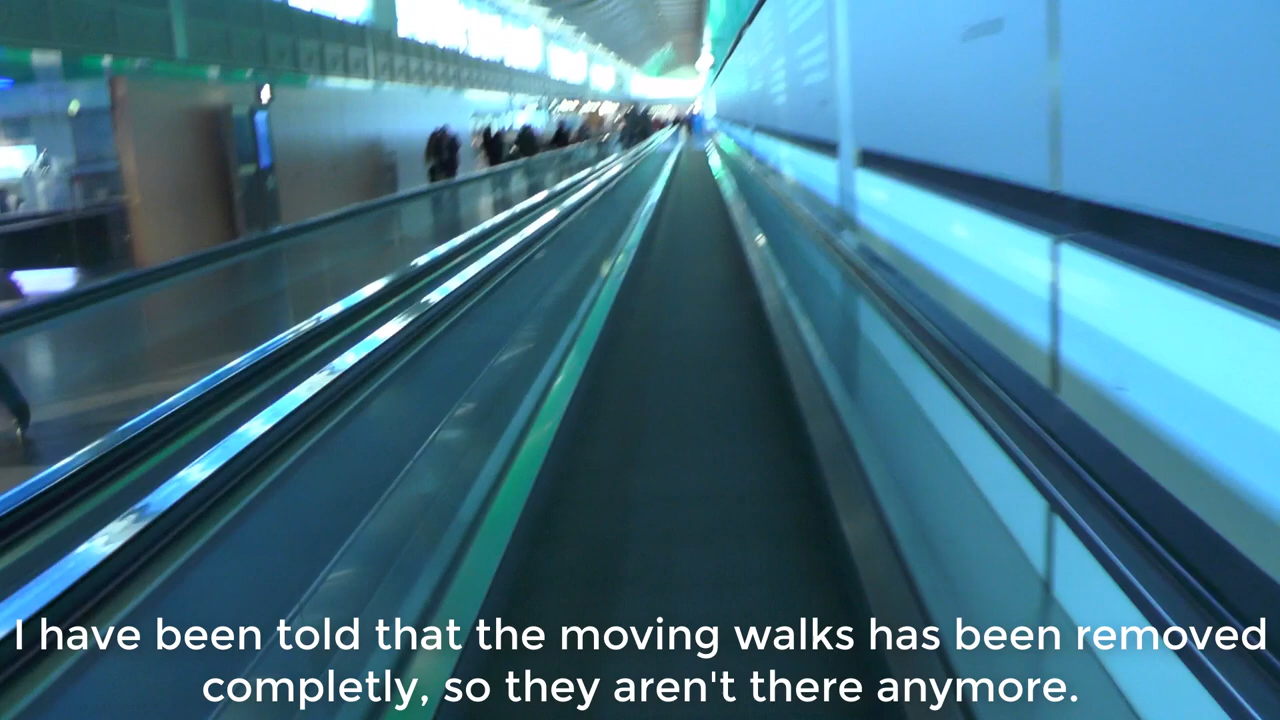 I have been told that the moving walks has been removed
completly, so they aren't there anymore.